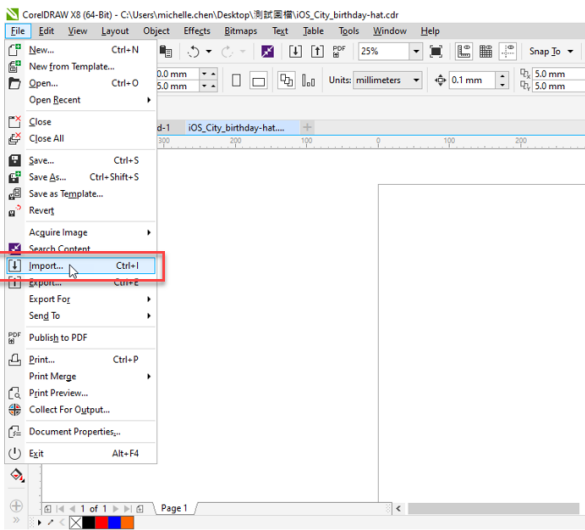 CorelDRAW X8 (64-Bit) - C:\Users\michelle.chen\Desktop\測試圖檔\iOS_City_birthday-hat.cdr
File Edit View Layout Object Effects Bitmaps Text Table Tools Window Help
New... Ctrl+N
PDF 25% Snap To
New from Template...
0.0 mm
5.0 mm
Units: millimeters
0.1 mm
5.0 mm
5.0 mm
Open... Ctrl+O
Open Recent
Close
d-1 iOS_City_birthday-hat....
Close All
300 200 100 0 100 200
Save... Ctrl+S
Save As... Ctrl+Shift+S
Save as Template...
Revert
Acquire Image
Search Content
Import... Ctrl+I
Export... Ctrl+E
Export For
Send To
PDF Publish to PDF
Print... Ctrl+P
Print Merge
Print Preview...
Collect For Output...
Document Properties...
Exit Alt+F4
1 of 1 Page 1